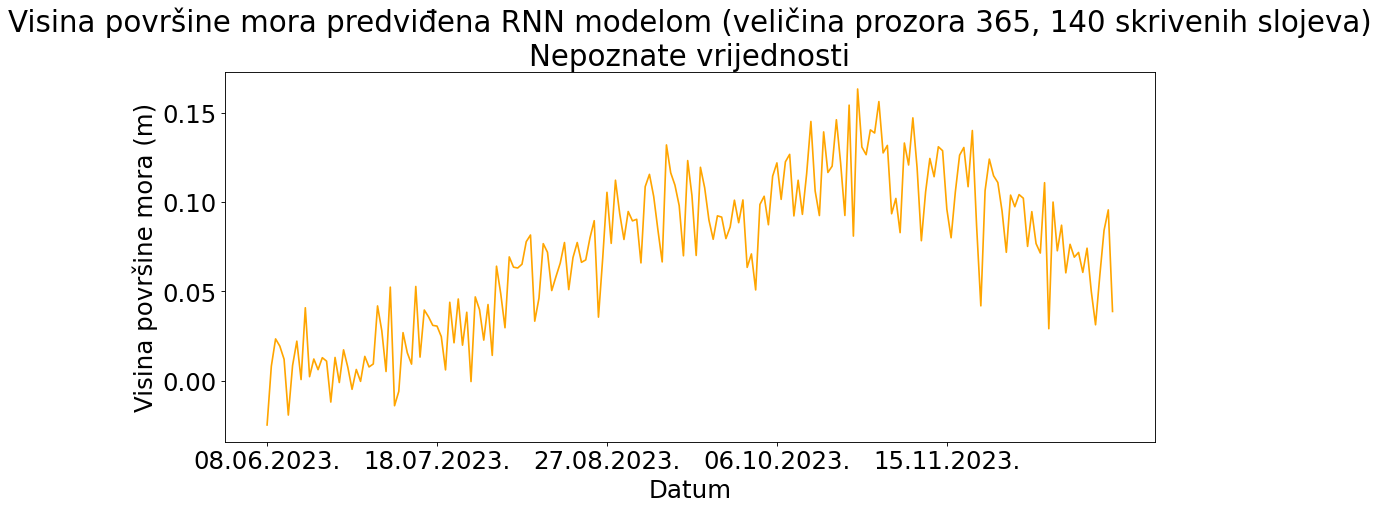 Visina površine mora predviđena RNN modelom (veličina prozora 365, 140 skrivenih slojeva)
Nepoznate vrijednosti
Visina površine mora (m)
0.15
0.10
0.05
0.00
08.06.2023. 18.07.2023. 27.08.2023. 06.10.2023. 15.11.2023.
Datum